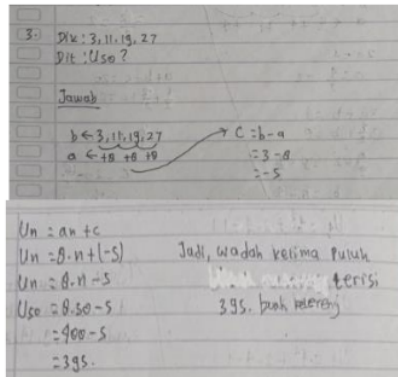 3. Dik : 3, 11, 19, 27
Dit : U50 ?
Jawab
b ← 3, 11, 19, 27 → C = b - a
a ← +8 +8 +8 = 3 - 8
= -5
Un = an + c
Un = 8.n + (-5) Jadi, wadah kelima puluh
Un = 8.n - 5 terisi
U50 = 8.50 - 5 395. buah kelereng
= 400 - 5
= 395.